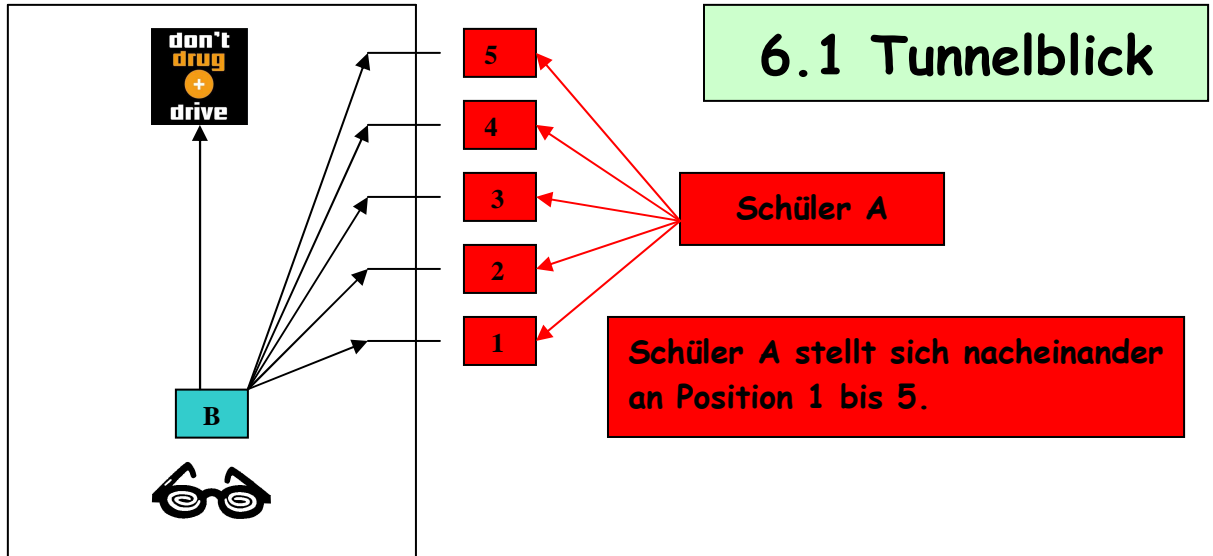 6.1 Tunnelblick
don't
drug
+
drive
5
4
3
2
1
Schüler A
B
Schüler A stellt sich nacheinander
an Position 1 bis 5.